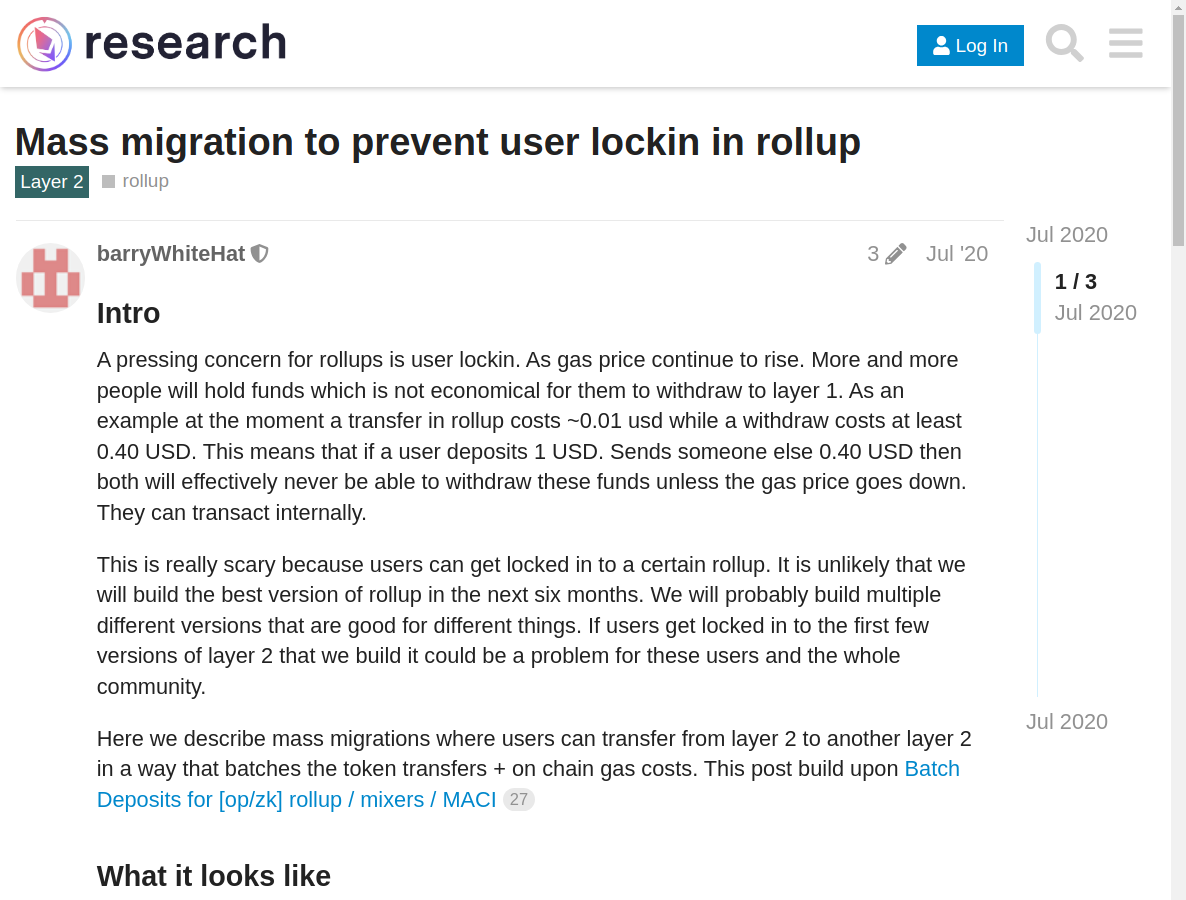 research
Log In
Mass migration to prevent user lockin in rollup
Layer 2 rollup
barryWhiteHat 3 Jul '20
Jul 2020
1 / 3
Jul 2020
Intro
A pressing concern for rollups is user lockin. As gas price continue to rise. More and more
people will hold funds which is not economical for them to withdraw to layer 1. As an
example at the moment a transfer in rollup costs ~0.01 usd while a withdraw costs at least
0.40 USD. This means that if a user deposits 1 USD. Sends someone else 0.40 USD then
both will effectively never be able to withdraw these funds unless the gas price goes down.
They can transact internally.
This is really scary because users can get locked in to a certain rollup. It is unlikely that we
will build the best version of rollup in the next six months. We will probably build multiple
different versions that are good for different things. If users get locked in to the first few
versions of layer 2 that we build it could be a problem for these users and the whole
community.
Jul 2020
Here we describe mass migrations where users can transfer from layer 2 to another layer 2
in a way that batches the token transfers + on chain gas costs. This post build upon Batch
Deposits for [op/zk] rollup / mixers / MACI 27
What it looks like